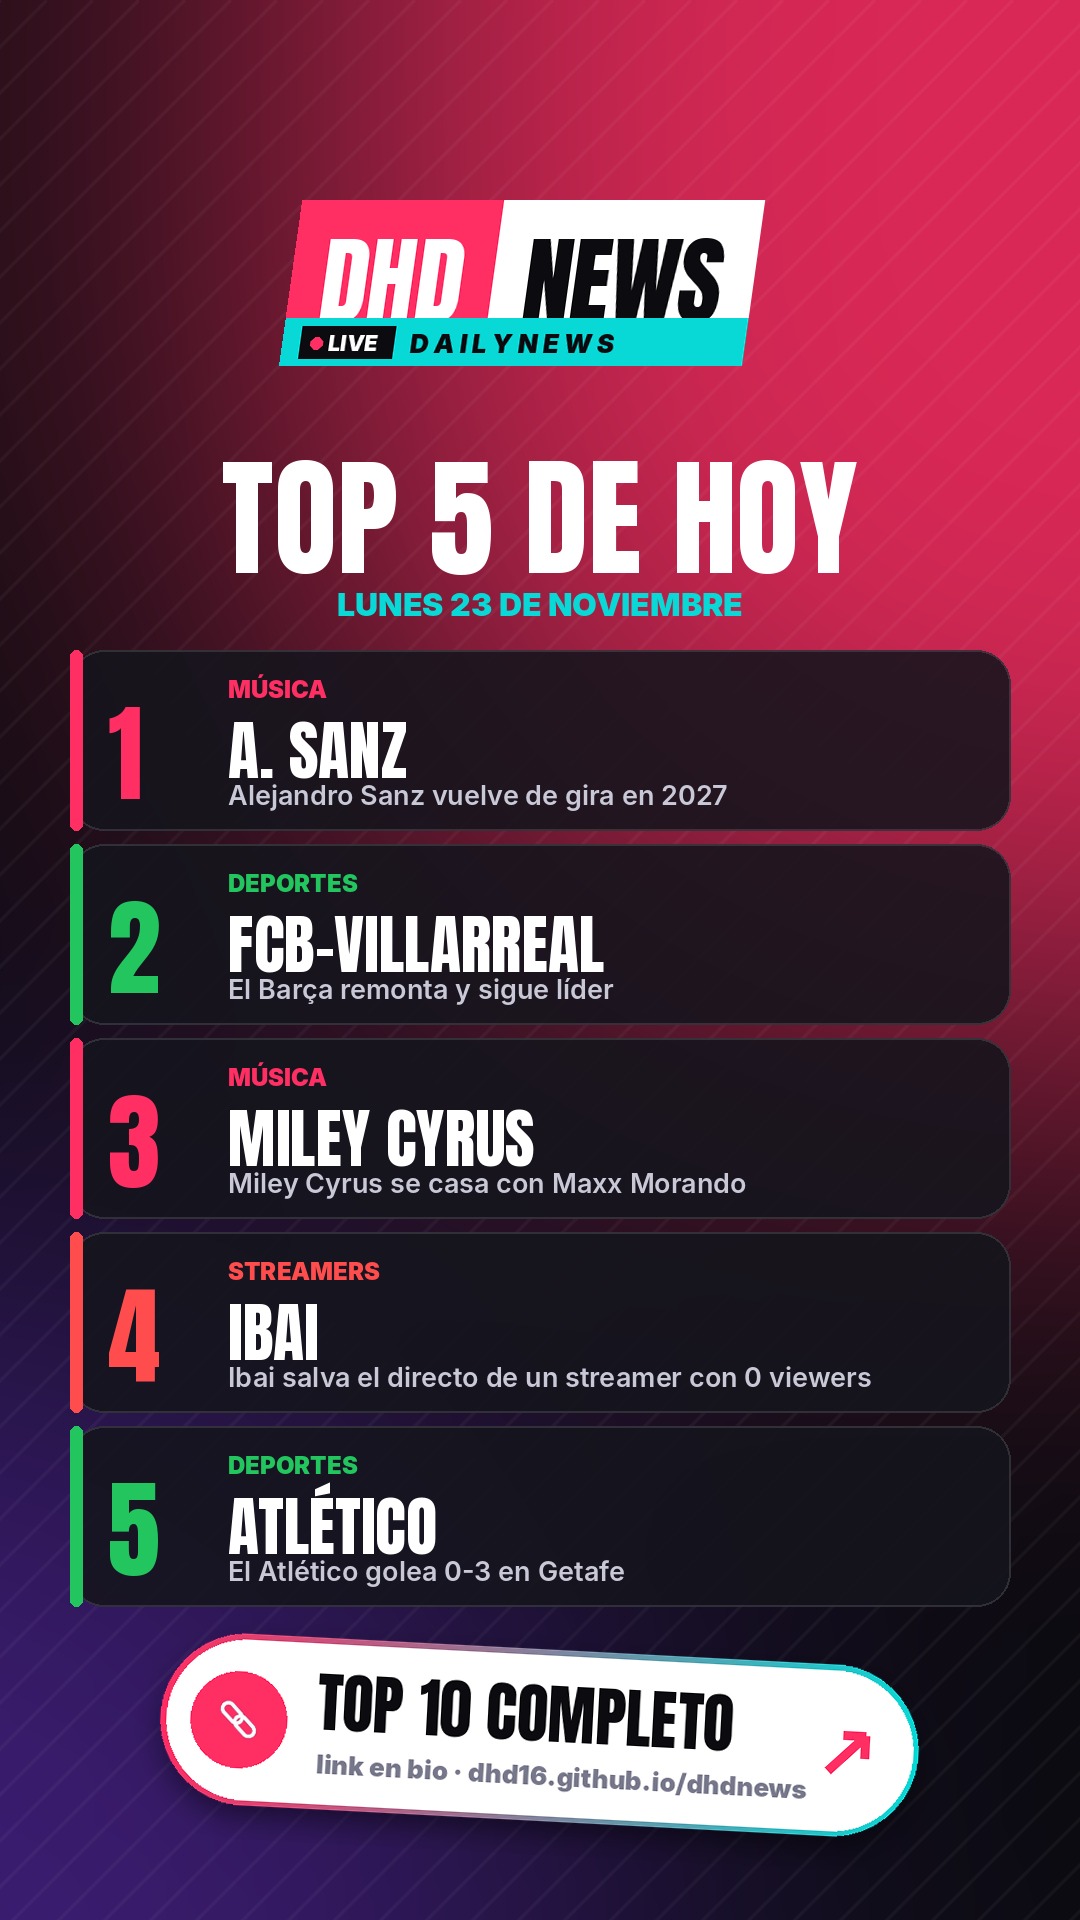 DHD NEWS
LIVE DAILYNEWS
TOP 5 DE HOY
LUNES 23 DE NOVIEMBRE
1
MÚSICA
A. SANZ
Alejandro Sanz vuelve de gira en 2027
2
DEPORTES
FCB-VILLARREAL
El Barça remonta y sigue líder
3
MÚSICA
MILEY CYRUS
Miley Cyrus se casa con Maxx Morando
4
STREAMERS
IBAI
Ibai salva el directo de un streamer con 0 viewers
5
DEPORTES
ATLÉTICO
El Atlético golea 0-3 en Getafe
TOP 10 COMPLETO
link en bio · dhd16.github.io/dhdnews